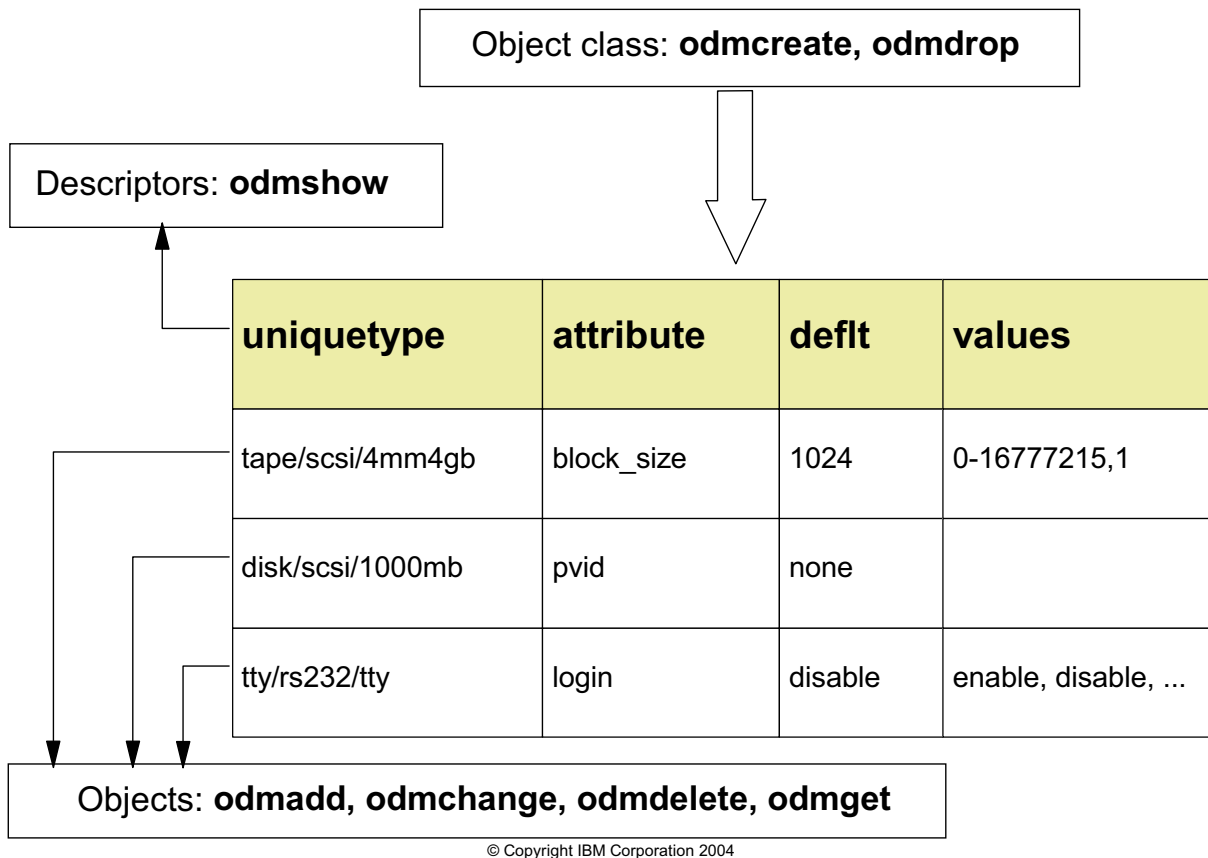 Object class: odmcreate, odmdrop
Descriptors: odmshow
uniquetype attribute deflt values
tape/scsi/4mm4gb block_size 1024 0-16777215,1
disk/scsi/1000mb pvid none
tty/rs232/tty login disable enable, disable, ...
Objects: odmadd, odmchange, odmdelete, odmget
© Copyright IBM Corporation 2004